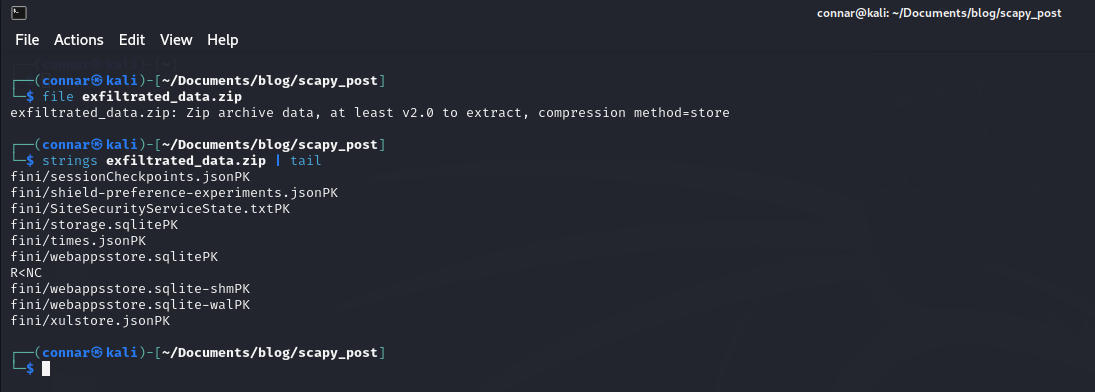 connar@kali: ~/Documents/blog/scapy_post
File Actions Edit View Help
┌──(connar㉿kali)-[~/Documents/blog/scapy_post]
└─$ file exfiltrated_data.zip
exfiltrated_data.zip: Zip archive data, at least v2.0 to extract, compression method=store
┌──(connar㉿kali)-[~/Documents/blog/scapy_post]
└─$ strings exfiltrated_data.zip | tail
fini/sessionCheckpoints.jsonPK
fini/shield-preference-experiments.jsonPK
fini/SiteSecurityServiceState.txtPK
fini/storage.sqlitePK
fini/times.jsonPK
fini/webappsstore.sqlitePK
R<NC
fini/webappsstore.sqlite-shmPK
fini/webappsstore.sqlite-walPK
fini/xulstore.jsonPK
┌──(connar㉿kali)-[~/Documents/blog/scapy_post]
└─$